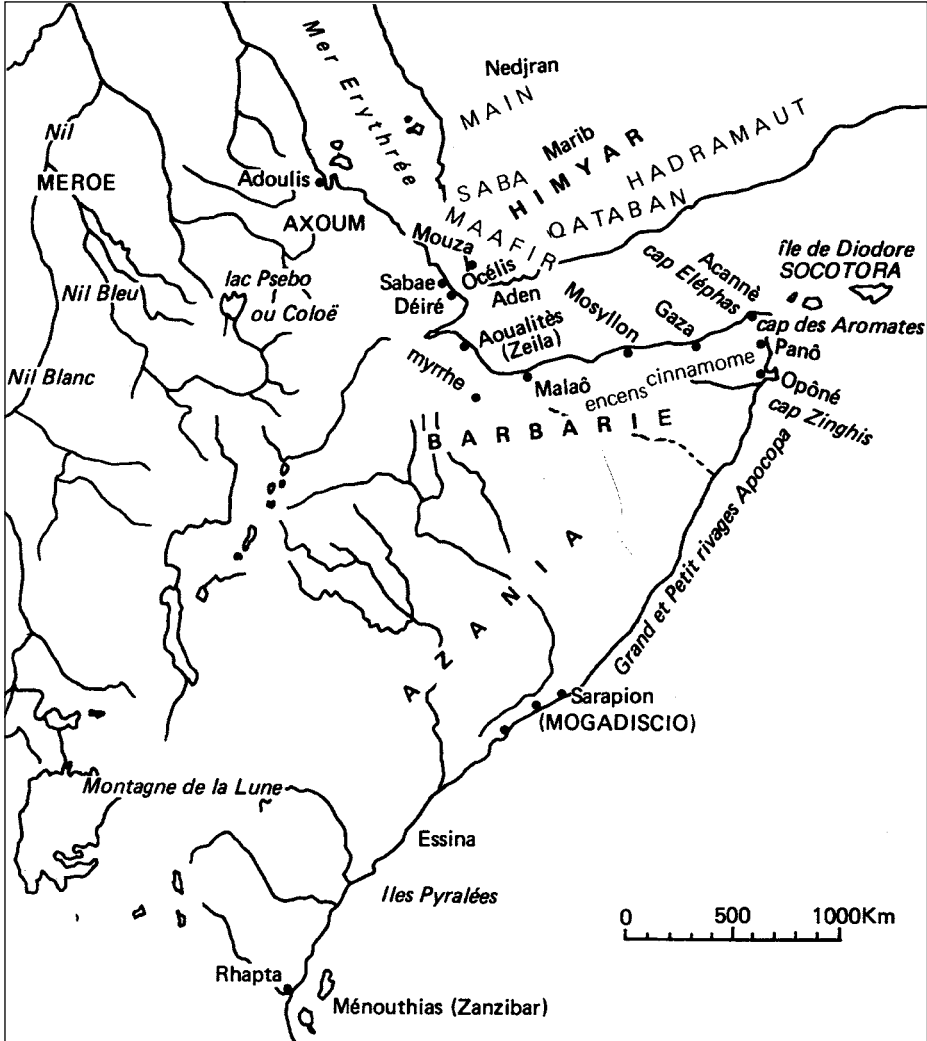 Mer Erythrée
Nedjran
MAIN
Nil
Marib
HIMYAR
SABA
HADRAMAUT
MEROE
Adoulis
AXOUM
MAAFIR
QATABAN
Mouza
Océlis
île de Diodore
SOCOTORA
Acannè
cap Eléphas
lac Psebo
ou Coloë
Sabae
Déiré
Nil Bleu
Aden
Mosyllon
Gaza
cap des Aromates
Aoualitès
(Zeila)
Panô
Nil Blanc
myrrhe
Malaô
encens
cinnamome
Opôné
cap Zinghis
BARBARIE
AZANIA
Grand et Petit rivages Apocopa
Sarapion
(MOGADISCIO)
Montagne de la Lune
Essina
Iles Pyralées
0 500 1000Km
Rhapta
Ménouthias (Zanzibar)